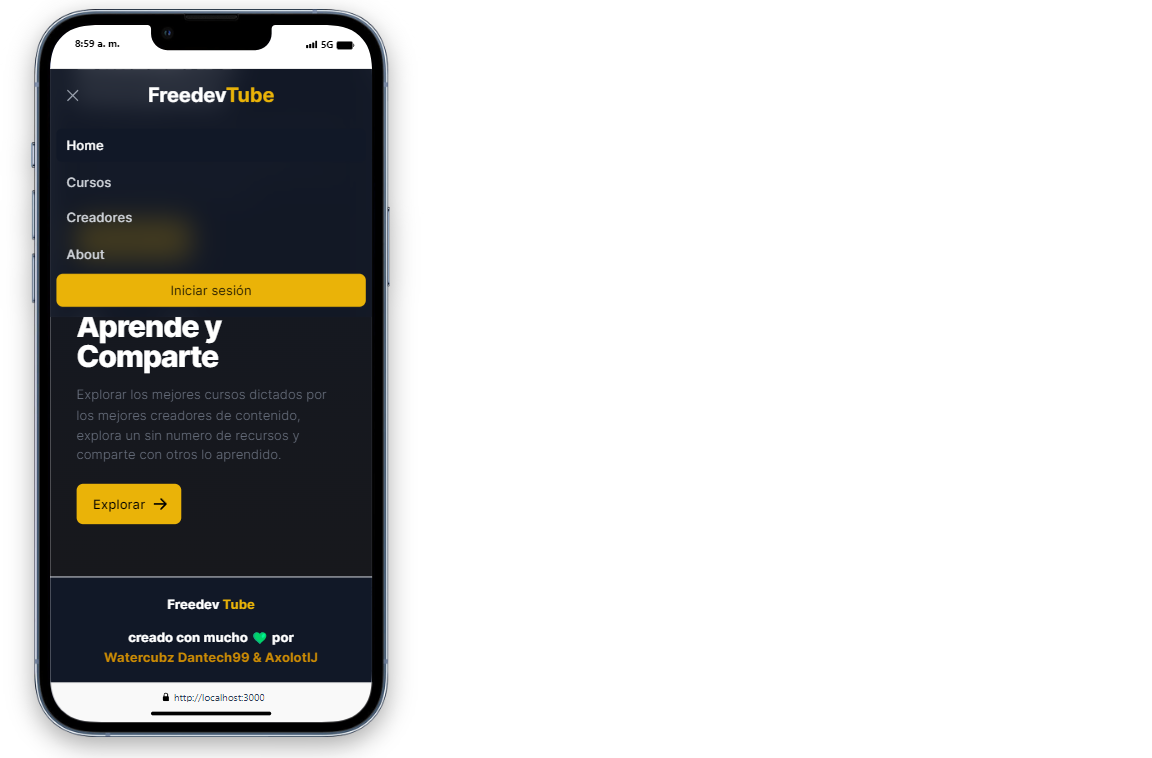 8:59 a. m.
5G
FreedevTube
Home
Cursos
Creadores
About
Iniciar sesión
Aprende y
Comparte
Explorar los mejores cursos dictados por
los mejores creadores de contenido,
explora un sin numero de recursos y
comparte con otros lo aprendido.
Explorar →
Freedev Tube
creado con mucho 💚 por
Watercubz Dantech99 & AxolotlJ
http://localhost:3000